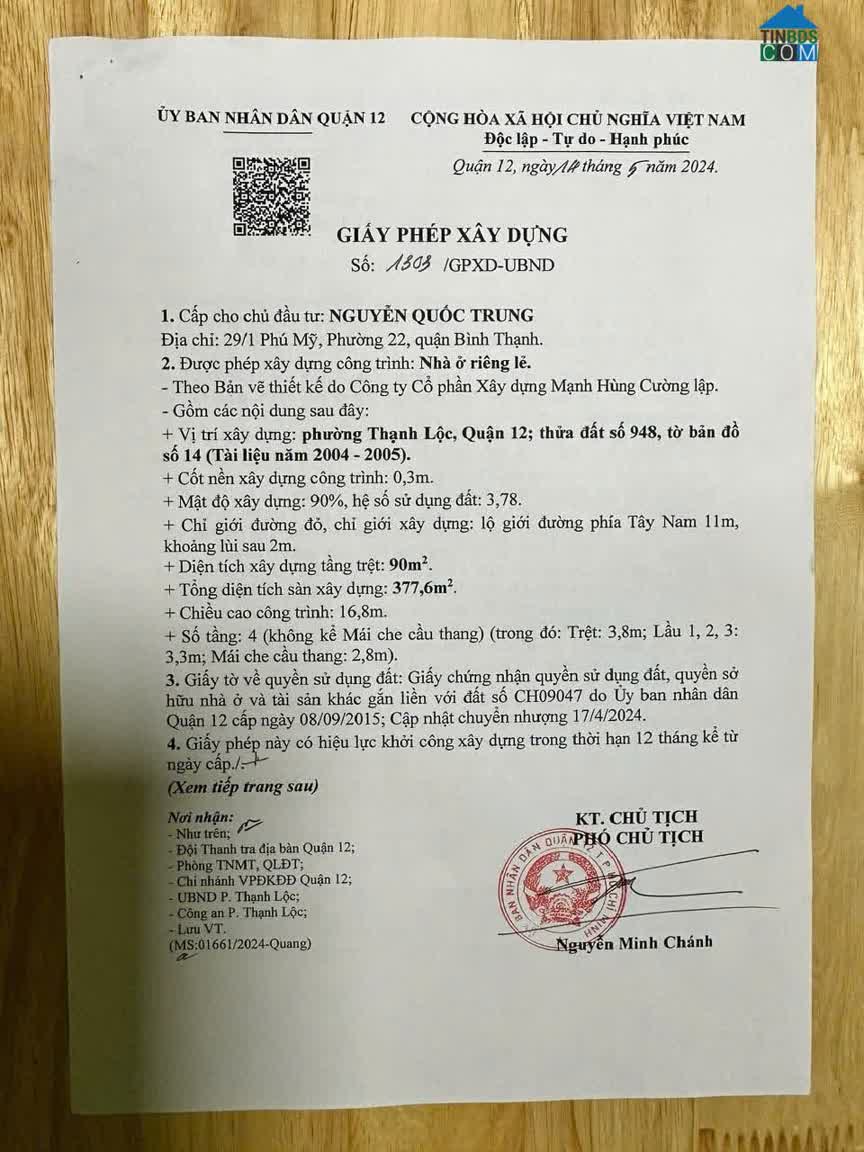 TINBDS
COM
ỦY BAN NHÂN DÂN QUẬN 12
CỘNG HÒA XÃ HỘI CHỦ NGHĨA VIỆT NAM
Độc lập - Tự do - Hạnh phúc
Quận 12, ngày 14 tháng 5 năm 2024.
GIẤY PHÉP XÂY DỰNG
Số: 1303 /GPXD-UBND
1. Cấp cho chủ đầu tư: NGUYỄN QUỐC TRUNG
Địa chỉ: 29/1 Phú Mỹ, Phường 22, quận Bình Thạnh.
2. Được phép xây dựng công trình: Nhà ở riêng lẻ.
- Theo Bản vẽ thiết kế do Công ty Cổ phần Xây dựng Mạnh Hùng Cường lập.
- Gồm các nội dung sau đây:
+ Vị trí xây dựng: phường Thạnh Lộc, Quận 12; thửa đất số 948, tờ bản đồ
số 14 (Tài liệu năm 2004 - 2005).
+ Cốt nền xây dựng công trình: 0,3m.
+ Mật độ xây dựng: 90%, hệ số sử dụng đất: 3,78.
+ Chỉ giới đường đỏ, chỉ giới xây dựng: lộ giới đường phía Tây Nam 11m,
khoảng lùi sau 2m.
+ Diện tích xây dựng tầng trệt: 90m².
+ Tổng diện tích sàn xây dựng: 377,6m².
+ Chiều cao công trình: 16,8m.
+ Số tầng: 4 (không kể Mái che cầu thang) (trong đó: Trệt: 3,8m; Lầu 1, 2, 3:
3,3m; Mái che cầu thang: 2,8m).
3. Giấy tờ về quyền sử dụng đất: Giấy chứng nhận quyền sử dụng đất, quyền sở
hữu nhà ở và tài sản khác gắn liền với đất số CH09047 do Ủy ban nhân dân
Quận 12 cấp ngày 08/09/2015; Cập nhật chuyển nhượng 17/4/2024.
4. Giấy phép này có hiệu lực khởi công xây dựng trong thời hạn 12 tháng kể từ
ngày cấp./.
(Xem tiếp trang sau)
Nơi nhận:
- Như trên;
- Đội Thanh tra địa bàn Quận 12;
- Phòng TNMT, QLĐT;
- Chi nhánh VPĐKĐĐ Quận 12;
- UBND P. Thạnh Lộc;
- Công an P. Thạnh Lộc;
- Lưu VT.
(MS:01661/2024-Quang)
KT. CHỦ TỊCH
PHÓ CHỦ TỊCH
ỦY BAN NHÂN DÂN QUẬN 12 T.P HỒ CHÍ MINH
Nguyễn Minh Chánh